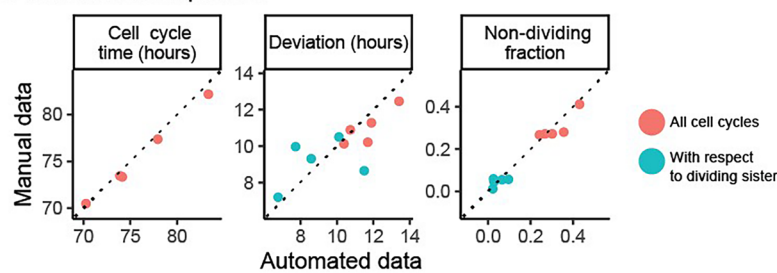 Cell cycle
time (hours)
Deviation (hours)
Non-dividing
fraction
Manual data
80
75
70
70 75 80
14
12
10
8
8 10 12 14
0.4
0.2
0.0
0.0 0.2 0.4
Automated data
All cell cycles
With respect
to dividing sister